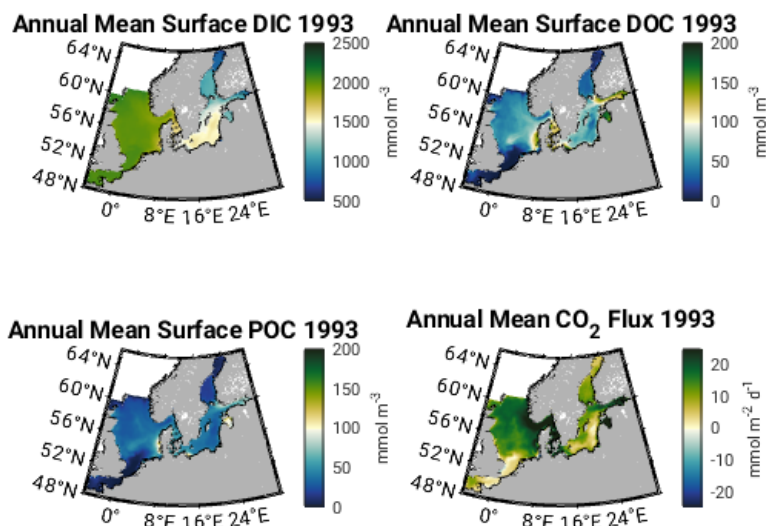 Annual Mean Surface DIC 1993
64°N
60°N
56°N
52°N
48°N
0°
8°E 16°E 24°E
2500
2000
1500
1000
500
mmol m-3
Annual Mean Surface DOC 1993
64°N
60°N
56°N
52°N
48°N
0°
8°E 16°E 24°E
200
150
100
50
0
mmol m-3
Annual Mean Surface POC 1993
64°N
60°N
56°N
52°N
48°N
0°
8°E 16°E 24°E
200
150
100
50
0
mmol m-3
Annual Mean CO2 Flux 1993
64°N
60°N
56°N
52°N
48°N
0°
8°E 16°E 24°E
20
10
0
-10
-20
mmol m-2 d-1